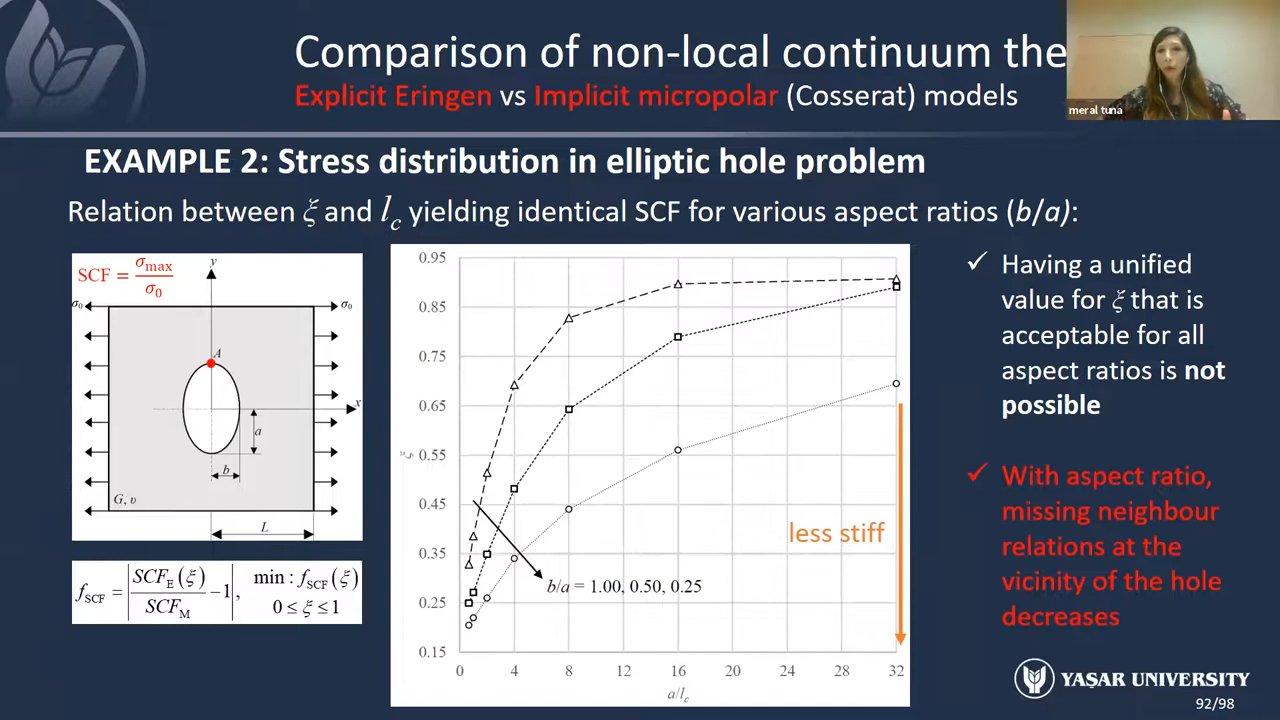 Comparison of non-local continuum the
Explicit Eringen vs Implicit micropolar (Cosserat) models
meral tuna
EXAMPLE 2: Stress distribution in elliptic hole problem
Relation between ξ and l_c yielding identical SCF for various aspect ratios (b/a):
SCF = σ_max / σ_0
y
σ_0
σ_0
A
x
a
b
G, υ
L
f_SCF = |SCF_E(ξ) / SCF_M − 1|, min : f_SCF(ξ)
0 ≤ ξ ≤ 1
0.95
0.85
0.75
0.65
ξ
0.55
0.45
0.35
0.25
0.15
less stiff
b/a = 1.00, 0.50, 0.25
0 4 8 12 16 20 24 28 32
a/l_c
✓ Having a unified
value for ξ that is
acceptable for all
aspect ratios is not
possible
✓ With aspect ratio,
missing neighbour
relations at the
vicinity of the hole
decreases
YAŞAR UNIVERSITY
92/98